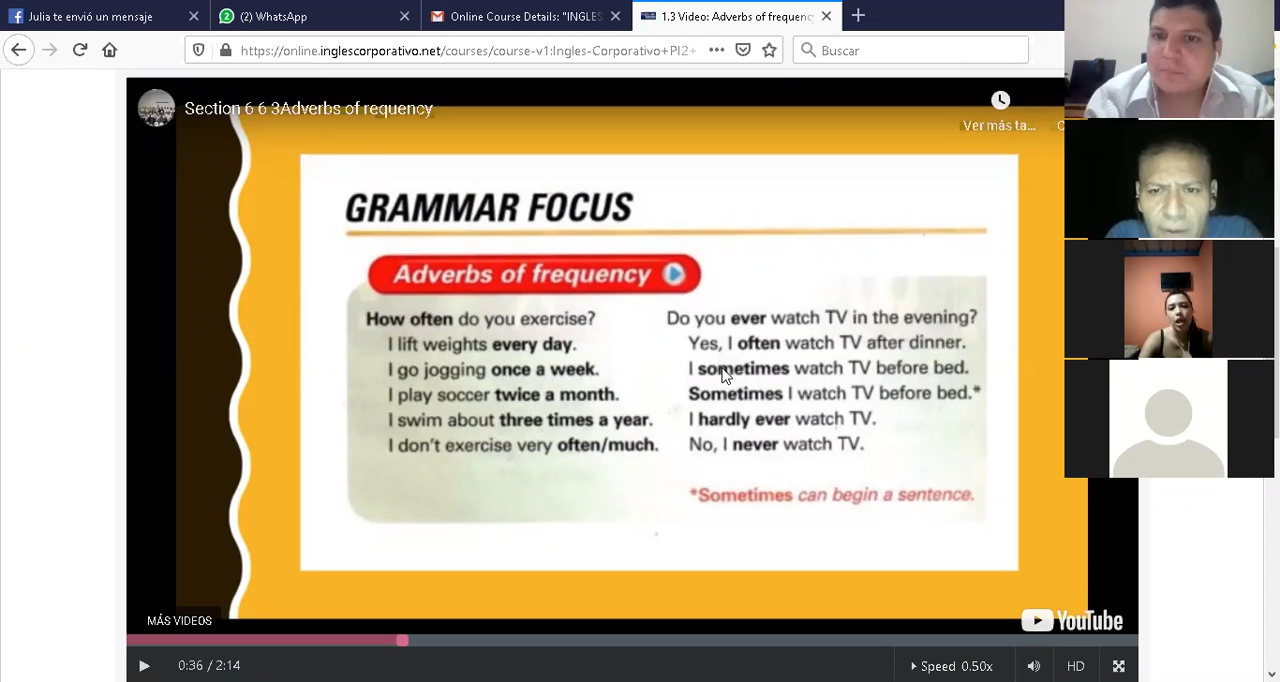 Julia te envió un mensaje
(2) WhatsApp
Online Course Details: "INGLES
1.3 Video: Adverbs of frequenc
https://online.inglescorporativo.net/courses/course-v1:Ingles-Corporativo+PI2+
Buscar
Section 6 6 3Adverbs of requency
Ver más ta...
GRAMMAR FOCUS
Adverbs of frequency
How often do you exercise?
I lift weights every day.
I go jogging once a week.
I play soccer twice a month.
I swim about three times a year.
I don't exercise very often/much.
Do you ever watch TV in the evening?
Yes, I often watch TV after dinner.
I sometimes watch TV before bed.
Sometimes I watch TV before bed.*
I hardly ever watch TV.
No, I never watch TV.
*Sometimes can begin a sentence.
MÁS VIDEOS
YouTube
0:36 / 2:14
Speed 0.50x
HD